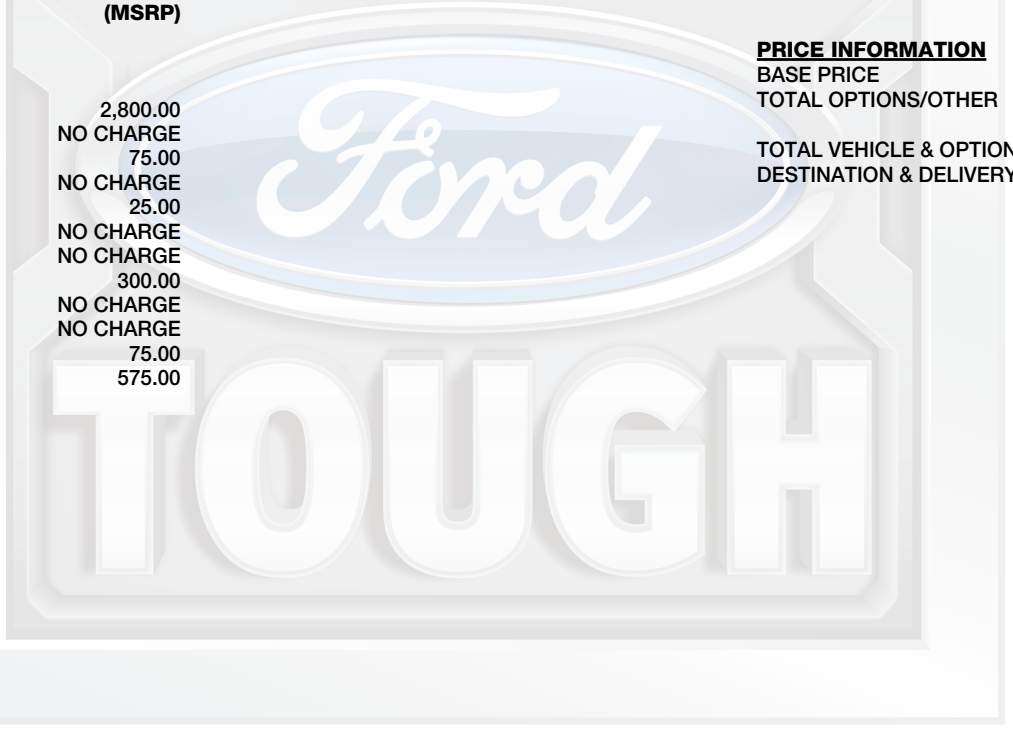 (MSRP)
2,800.00
NO CHARGE
75.00
NO CHARGE
25.00
NO CHARGE
NO CHARGE
300.00
NO CHARGE
NO CHARGE
75.00
575.00
PRICE INFORMATION
BASE PRICE
TOTAL OPTIONS/OTHER
TOTAL VEHICLE & OPTION
DESTINATION & DELIVERY
Ford
TOUGH